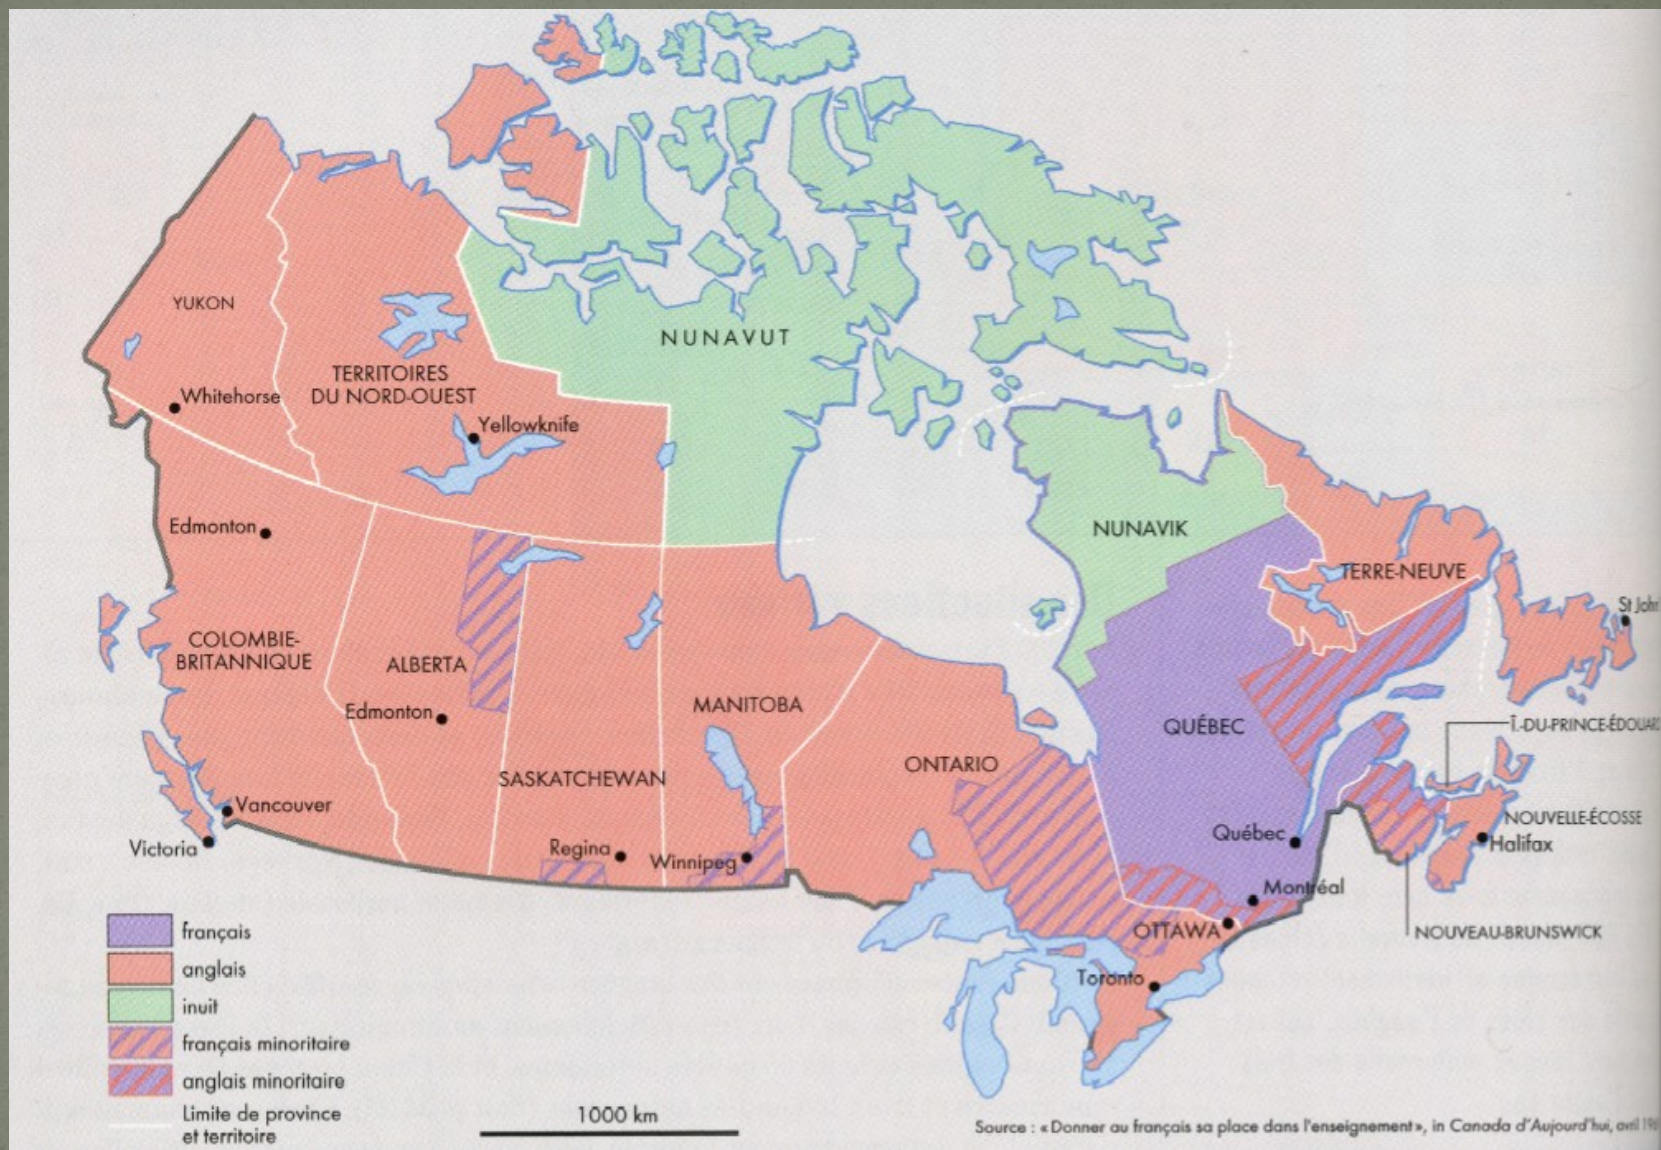 YUKON
Whitehorse
TERRITOIRES
DU NORD-OUEST
Yellowknife
NUNAVUT
NUNAVIK
Edmonton
COLOMBIE-
BRITANNIQUE
ALBERTA
Edmonton
SASKATCHEWAN
MANITOBA
ONTARIO
QUÉBEC
TERRE-NEUVE
St John
Î.-DU-PRINCE-ÉDOUARD
NOUVELLE-ÉCOSSE
Halifax
NOUVEAU-BRUNSWICK
Vancouver
Victoria
Regina
Winnipeg
Québec
Montréal
OTTAWA
Toronto
français
anglais
inuit
français minoritaire
anglais minoritaire
Limite de province
et territoire
1000 km
Source : « Donner au français sa place dans l'enseignement », in Canada d'Aujourd'hui, avril